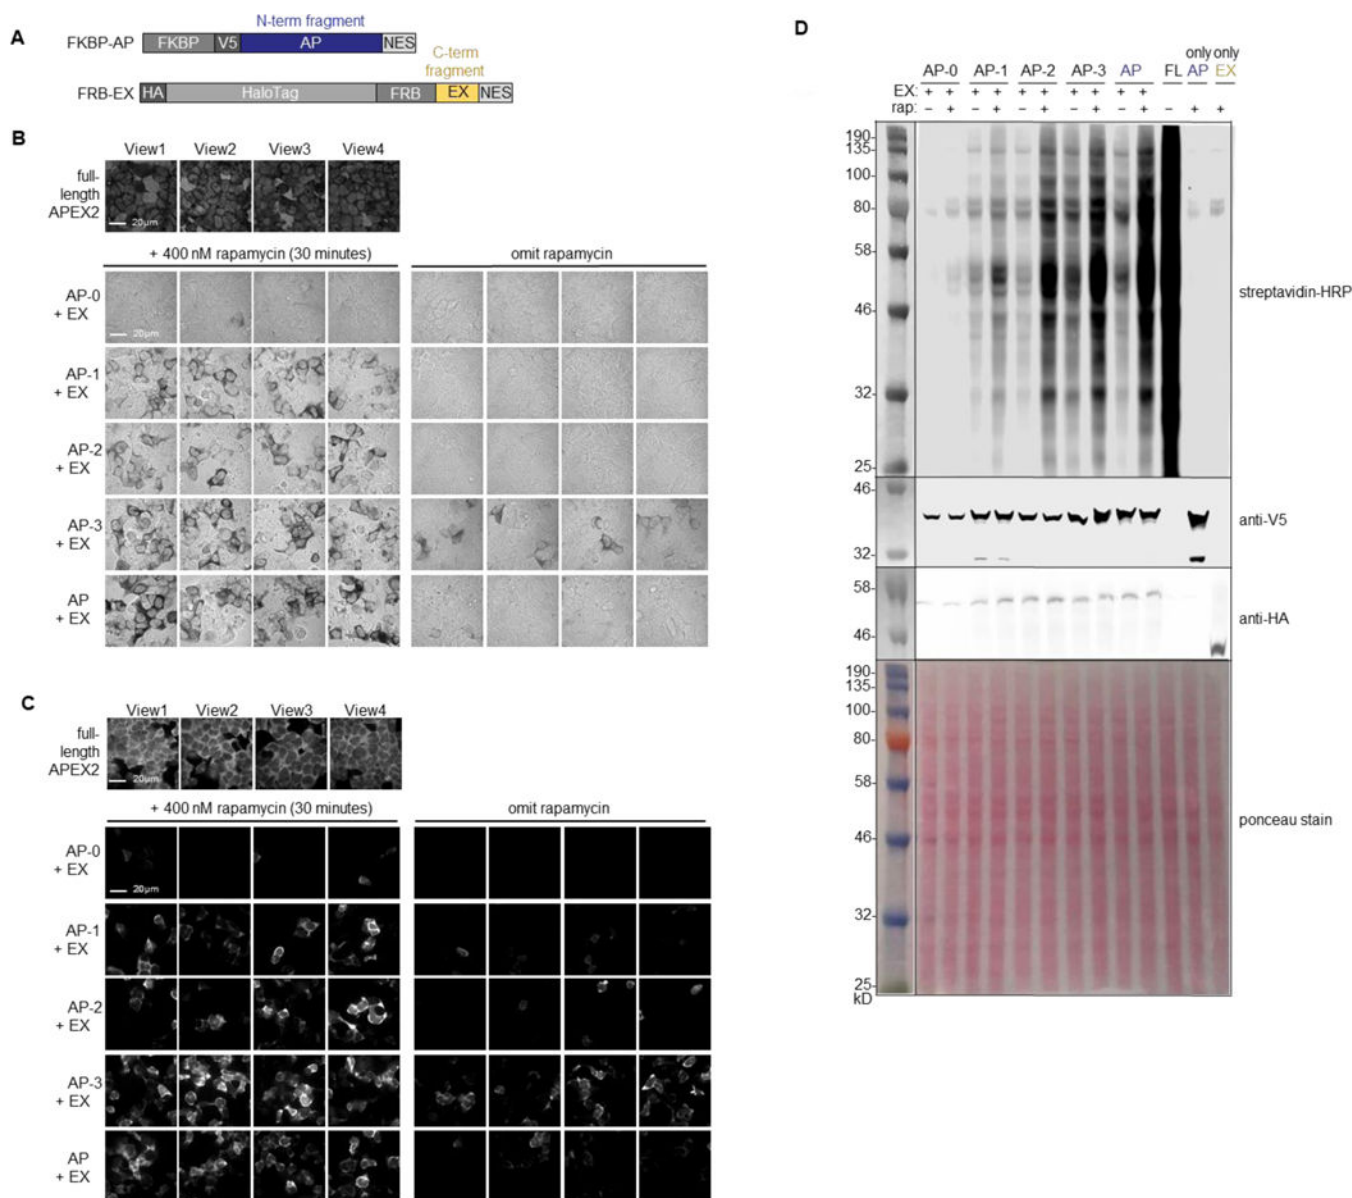 A
N-term fragment
FKBP-AP FKBP V5 AP NES
C-term
fragment
FRB-EX HA HaloTag FRB EX NES
B
View1 View2 View3 View4
full-
length
APEX2
20µm
+ 400 nM rapamycin (30 minutes) omit rapamycin
AP-0
+ EX
20µm
AP-1
+ EX
AP-2
+ EX
AP-3
+ EX
AP
+ EX
C
View1 View2 View3 View4
full-
length
APEX2
20µm
+ 400 nM rapamycin (30 minutes) omit rapamycin
AP-0
+ EX
20µm
AP-1
+ EX
AP-2
+ EX
AP-3
+ EX
AP
+ EX
D
only only
AP-0 AP-1 AP-2 AP-3 AP FL AP EX
EX: + + + + + + + + + +
rap: - + - + - + - + - + - + +
190-
135-
100-
80-
58-
46-
32-
25-
streptavidin-HRP
46-
32-
anti-V5
58-
46-
anti-HA
190-
135-
100-
80-
58-
46-
32-
25-
kD
ponceau stain